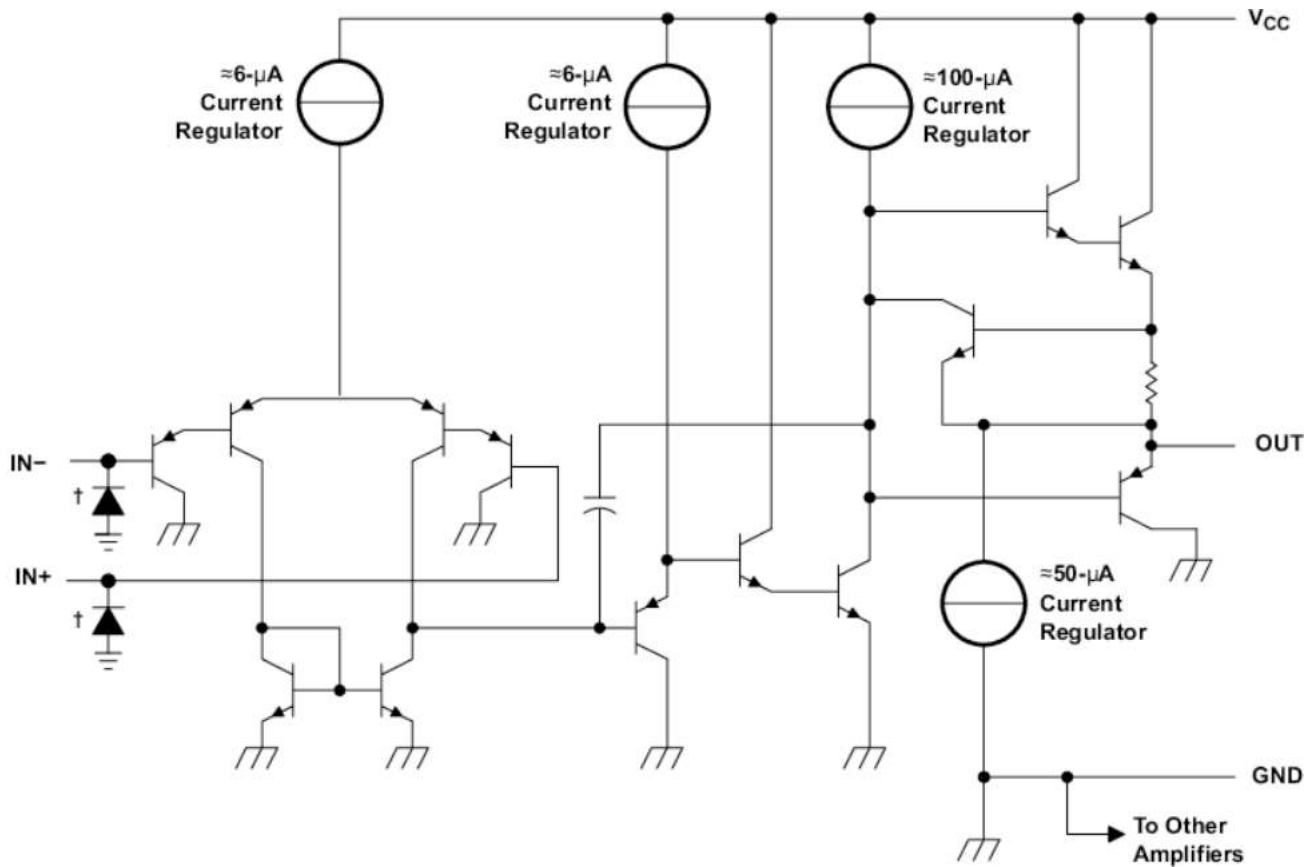 VCC
≈6-µA
Current
Regulator
≈6-µA
Current
Regulator
≈100-µA
Current
Regulator
IN−
†
OUT
IN+
†
≈50-µA
Current
Regulator
GND
To Other
Amplifiers